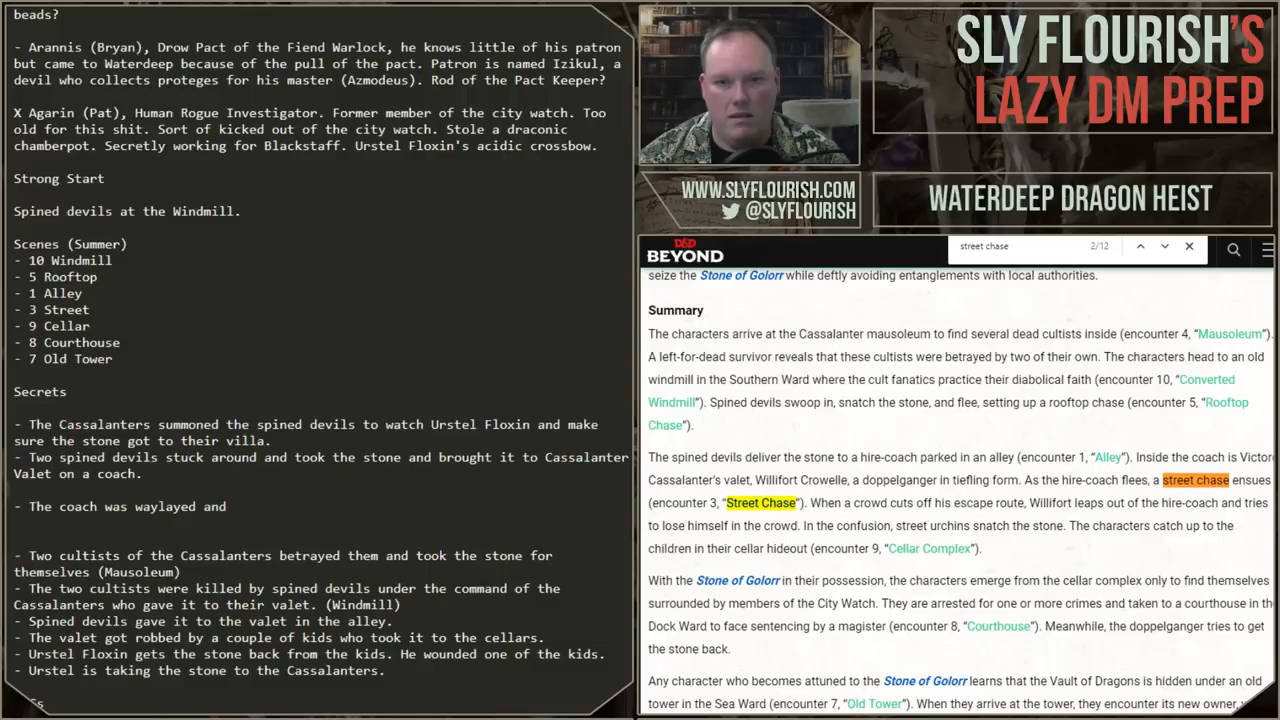 beads?
- Arannis (Bryan), Drow Pact of the Fiend Warlock, he knows little of his patron
but came to Waterdeep because of the pull of the pact. Patron is named Izikul, a
devil who collects proteges for his master (Azmodeus). Rod of the Pact Keeper?
X Agarin (Pat), Human Rogue Investigator. Former member of the city watch. Too
old for this shit. Sort of kicked out of the city watch. Stole a draconic
chamberpot. Secretly working for Blackstaff. Urstel Floxin's acidic crossbow.
Strong Start
Spined devils at the Windmill.
Scenes (Summer)
- 10 Windmill
- 5 Rooftop
- 1 Alley
- 3 Street
- 9 Cellar
- 8 Courthouse
- 7 Old Tower
Secrets
- The Cassalanters summoned the spined devils to watch Urstel Floxin and make
sure the stone got to their villa.
- Two spined devils stuck around and took the stone and brought it to Cassalanter
Valet on a coach.
- The coach was waylayed and
- Two cultists of the Cassalanters betrayed them and took the stone for
themselves (Mausoleum)
- The two cultists were killed by spined devils under the command of the
Cassalanters who gave it to their valet. (Windmill)
- Spined devils gave it to the valet in the alley.
- The valet got robbed by a couple of kids who took it to the cellars.
- Urstel Floxin gets the stone back from the kids. He wounded one of the kids.
- Urstel is taking the stone to the Cassalanters.
SLY FLOURISH'S
LAZY DM PREP
WWW.SLYFLOURISH.COM
@SLYFLOURISH
WATERDEEP DRAGON HEIST
D&D
BEYOND
street chase 2/12
seize the Stone of Golorr while deftly avoiding entanglements with local authorities.
Summary
The characters arrive at the Cassalanter mausoleum to find several dead cultists inside (encounter 4, “Mausoleum”).
A left-for-dead survivor reveals that these cultists were betrayed by two of their own. The characters head to an old
windmill in the Southern Ward where the cult fanatics practice their diabolical faith (encounter 10, “Converted
Windmill”). Spined devils swoop in, snatch the stone, and flee, setting up a rooftop chase (encounter 5, “Rooftop
Chase”).
The spined devils deliver the stone to a hire-coach parked in an alley (encounter 1, “Alley”). Inside the coach is Victor
Cassalanter’s valet, Willifort Crowelle, a doppelganger in tiefling form. As the hire-coach flees, a street chase ensues
(encounter 3, “Street Chase”). When a crowd cuts off his escape route, Willifort leaps out of the hire-coach and tries
to lose himself in the crowd. In the confusion, street urchins snatch the stone. The characters catch up to the
children in their cellar hideout (encounter 9, “Cellar Complex”).
With the Stone of Golorr in their possession, the characters emerge from the cellar complex only to find themselves
surrounded by members of the City Watch. They are arrested for one or more crimes and taken to a courthouse in the
Dock Ward to face sentencing by a magister (encounter 8, “Courthouse”). Meanwhile, the doppelganger tries to get
the stone back.
Any character who becomes attuned to the Stone of Golorr learns that the Vault of Dragons is hidden under an old
tower in the Sea Ward (encounter 7, “Old Tower”). When they arrive at the tower, they encounter its new owner,